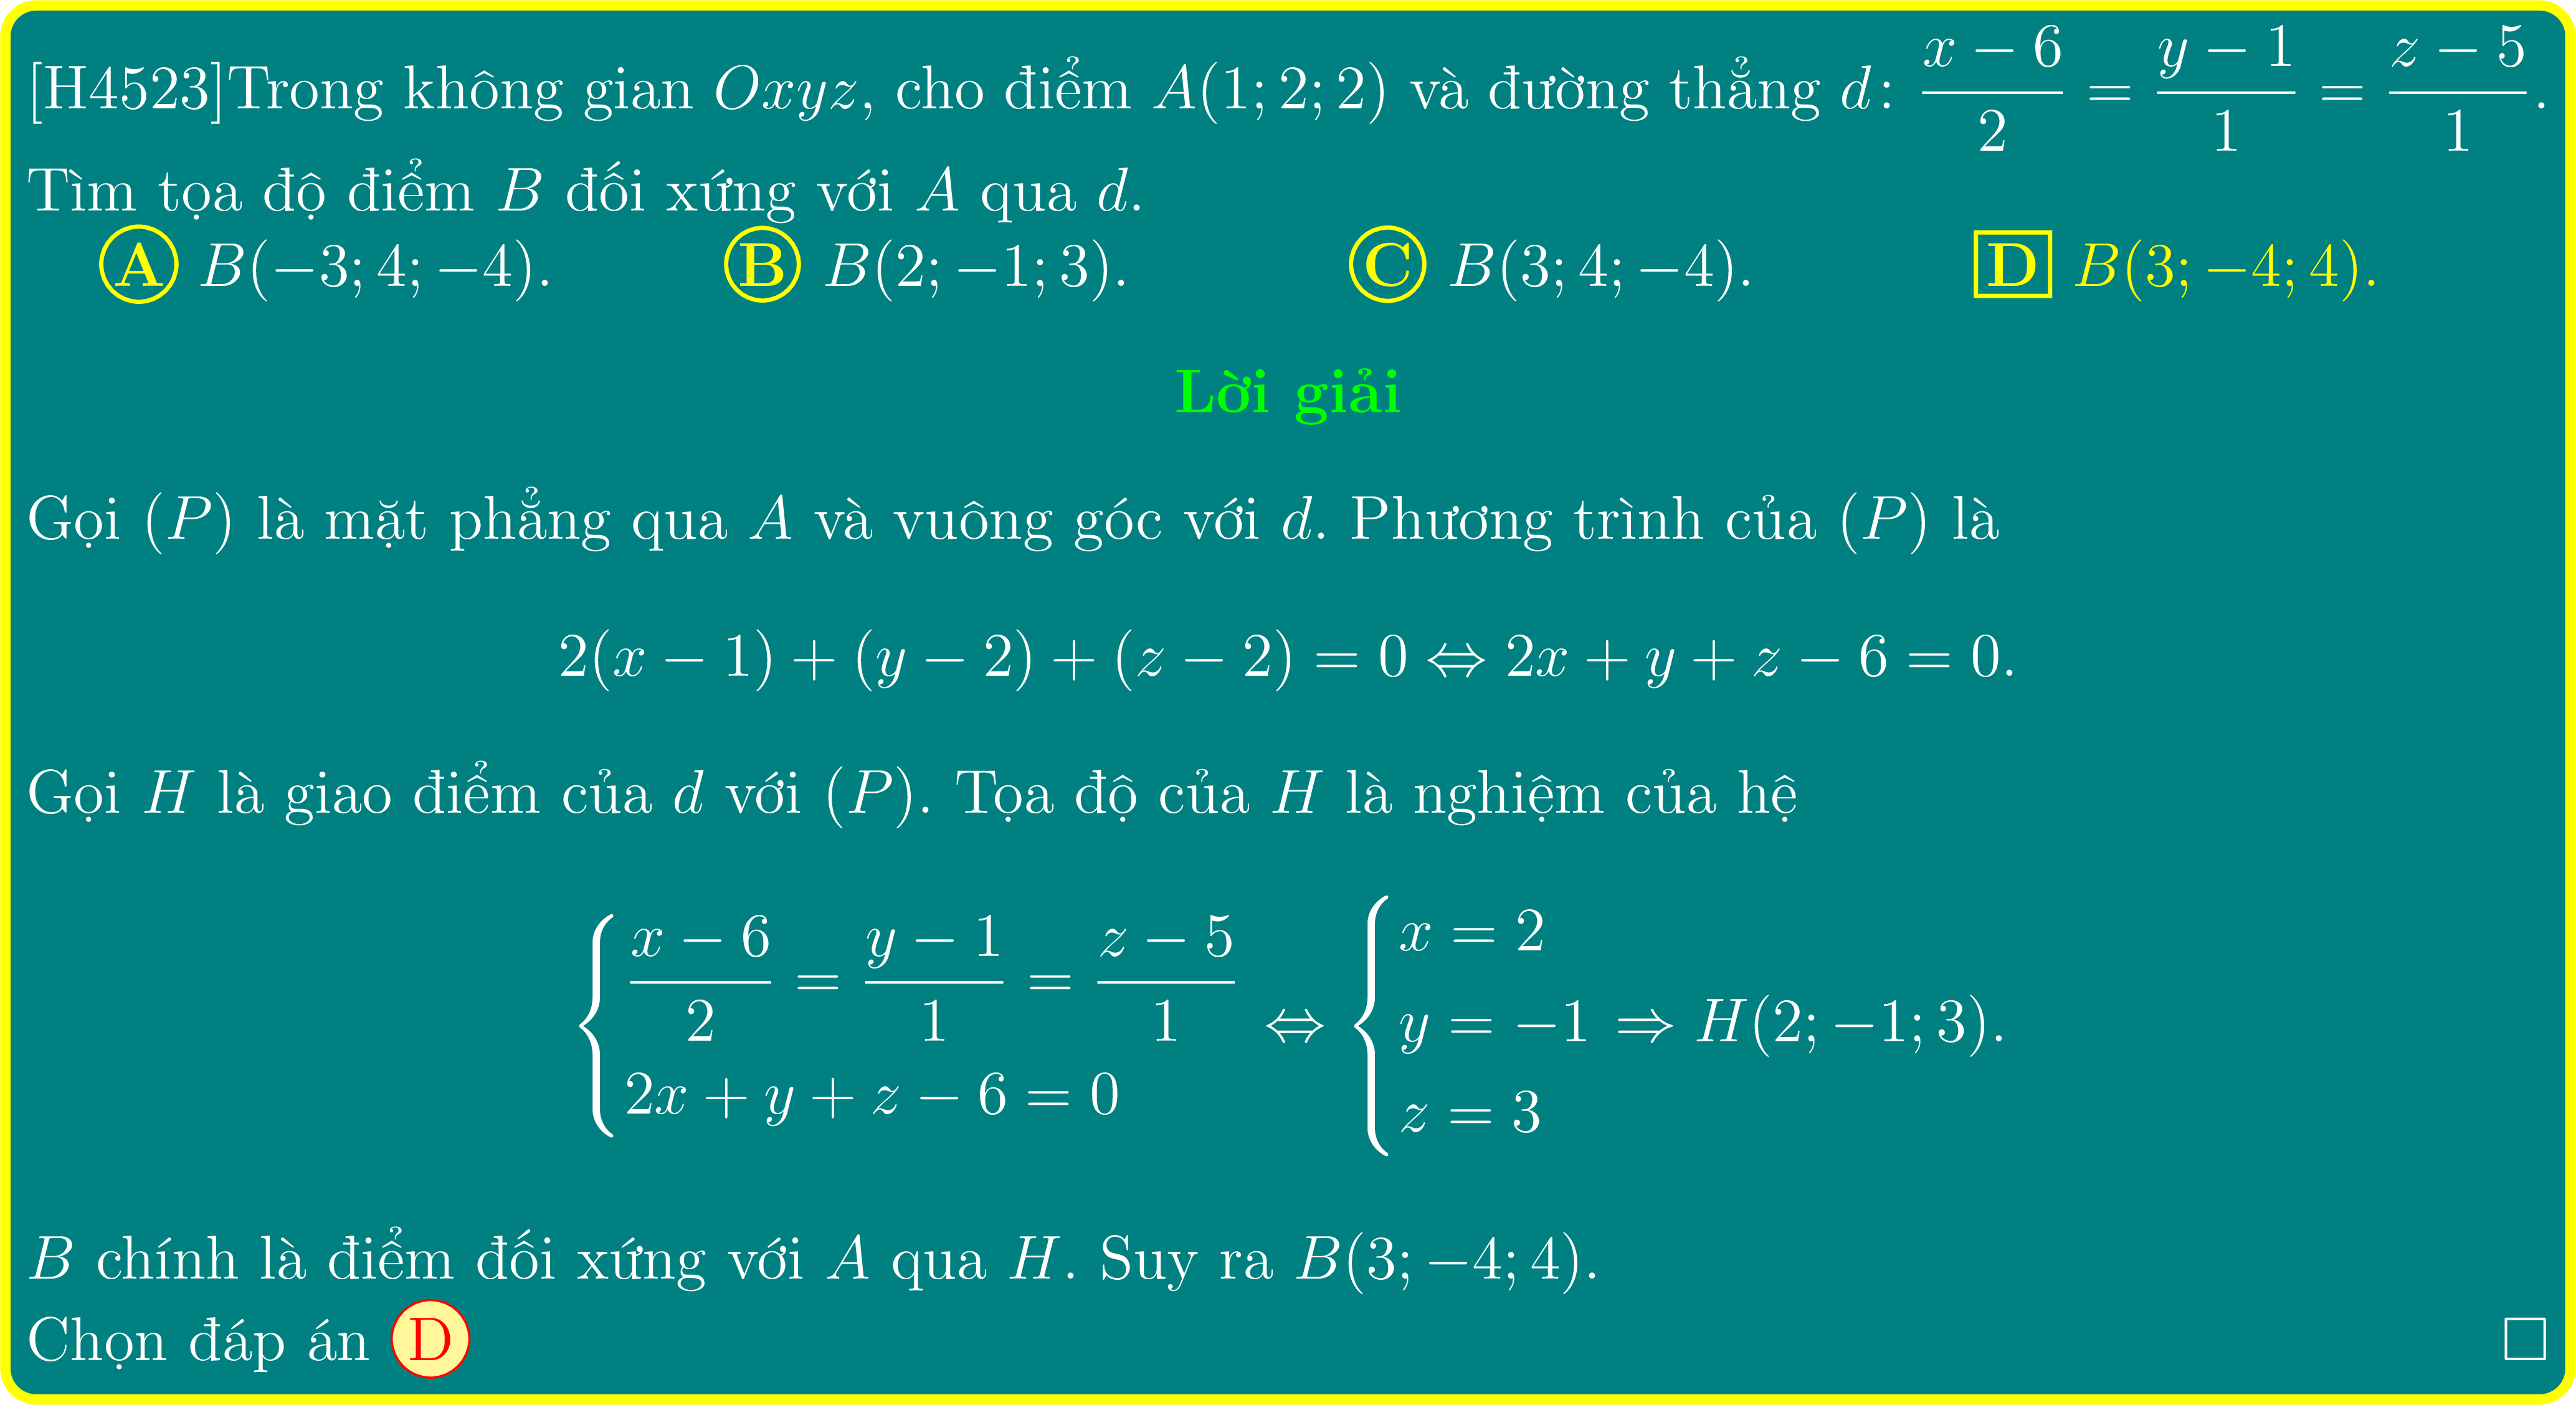 [H4523]Trong không gian Oxyz, cho điểm A(1; 2; 2) và đường thẳng d: \frac{x − 6}{2} = \frac{y − 1}{1} = \frac{z − 5}{1}.
Tìm tọa độ điểm B đối xứng với A qua d.
A B(−3; 4; −4). B B(2; −1; 3). C B(3; 4; −4). D B(3; −4; 4).
Lời giải
Gọi (P) là mặt phẳng qua A và vuông góc với d. Phương trình của (P) là
2(x − 1) + (y − 2) + (z − 2) = 0 ⇔ 2x + y + z − 6 = 0.
Gọi H là giao điểm của d với (P). Tọa độ của H là nghiệm của hệ
\begin{cases} \frac{x − 6}{2} = \frac{y − 1}{1} = \frac{z − 5}{1} \\ 2x + y + z − 6 = 0 \end{cases} ⇔ \begin{cases} x = 2 \\ y = −1 \\ z = 3 \end{cases} ⇒ H(2; −1; 3).
B chính là điểm đối xứng với A qua H. Suy ra B(3; −4; 4).
Chọn đáp án D □